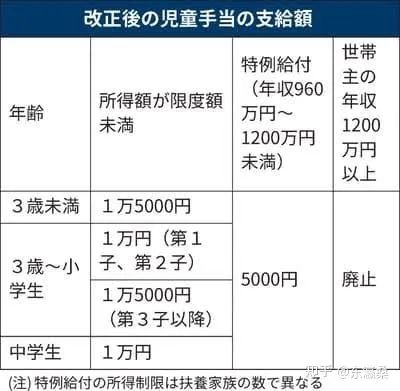 改正後の児童手当の支給額
年齢
所得額が限度額
未満
特例給付
（年収960
万円〜
1200万円
未満）
世帯
主の
年収
1200
万円
以上
３歳未満
１万5000円
３歳〜小
学生
１万円（第１
子、第２子）
１万5000円
（第３子以降）
中学生
１万円
5000円
廃止
(注) 特例給付の所得制限は扶養家族の数で異なる
知乎 @东瀛桑